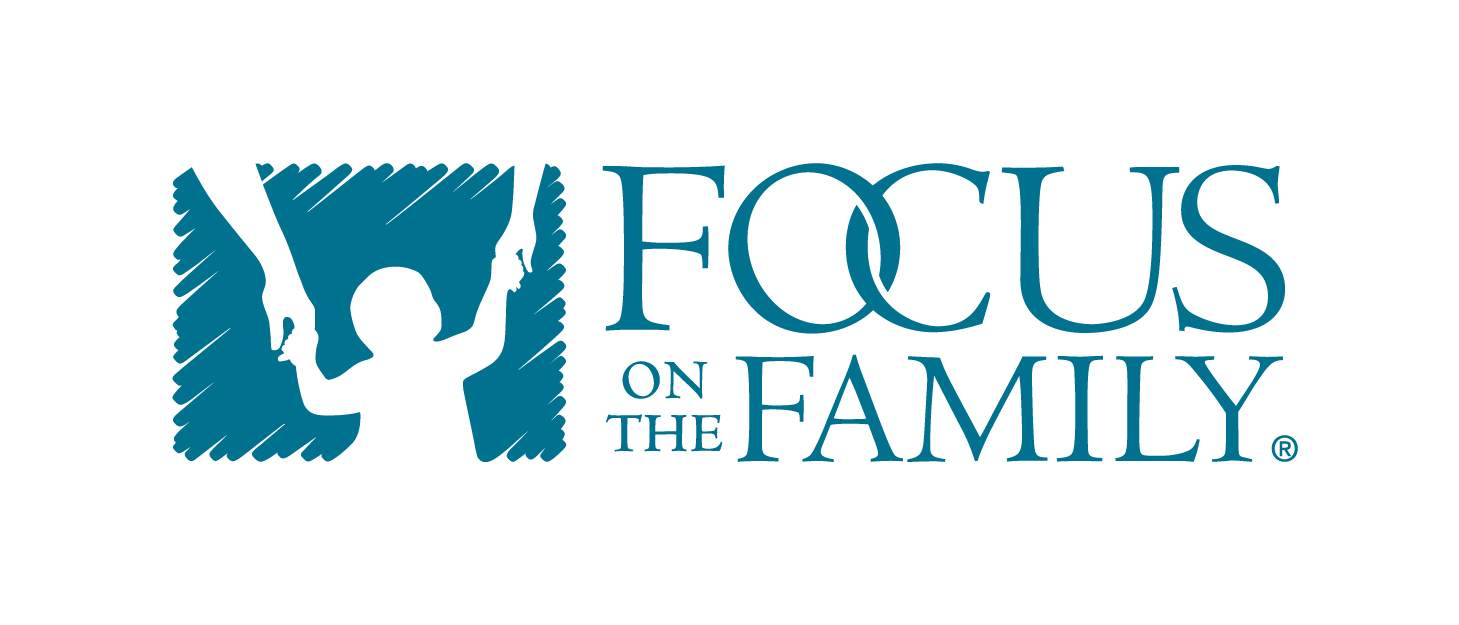 FOCUS
ON
THE FAMILY®